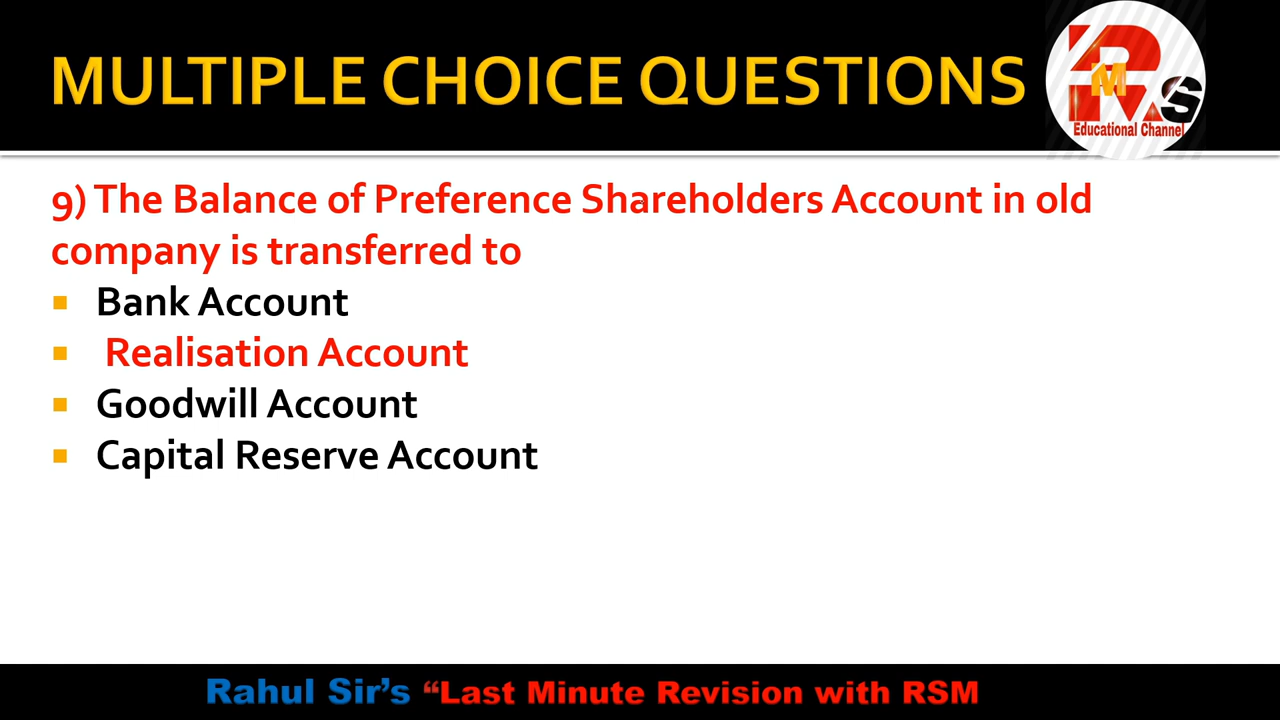 MULTIPLE CHOICE QUESTIONS
RMS
Educational Channel
9) The Balance of Preference Shareholders Account in old
company is transferred to
Bank Account
Realisation Account
Goodwill Account
Capital Reserve Account
Rahul Sir’s “Last Minute Revision with RSM